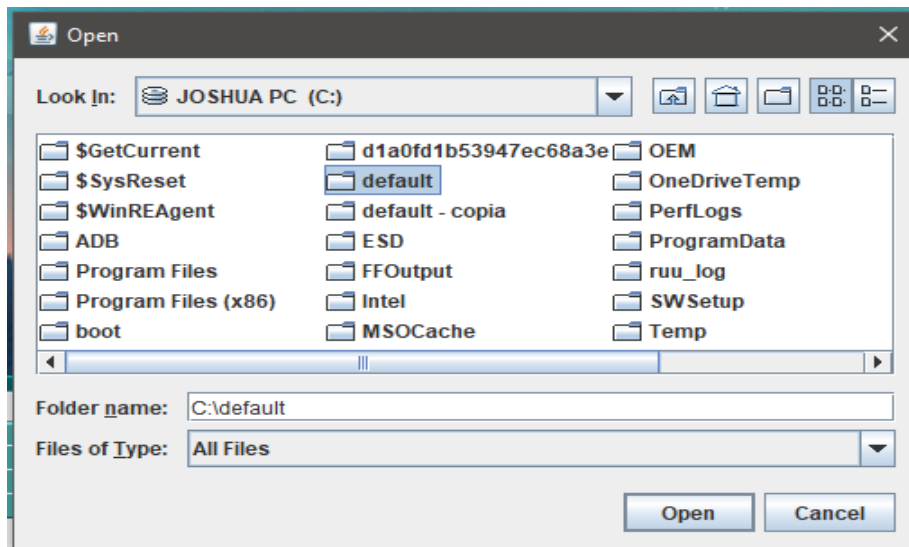 Open
Look In: JOSHUA PC (C:)
$GetCurrent d1a0fd1b53947ec68a3e OEM
$SysReset default OneDriveTemp
$WinREAgent default - copia PerfLogs
ADB ESD ProgramData
Program Files FFOutput ruu_log
Program Files (x86) Intel SWSetup
boot MSOCache Temp
Folder name: C:\default
Files of Type: All Files
Open Cancel